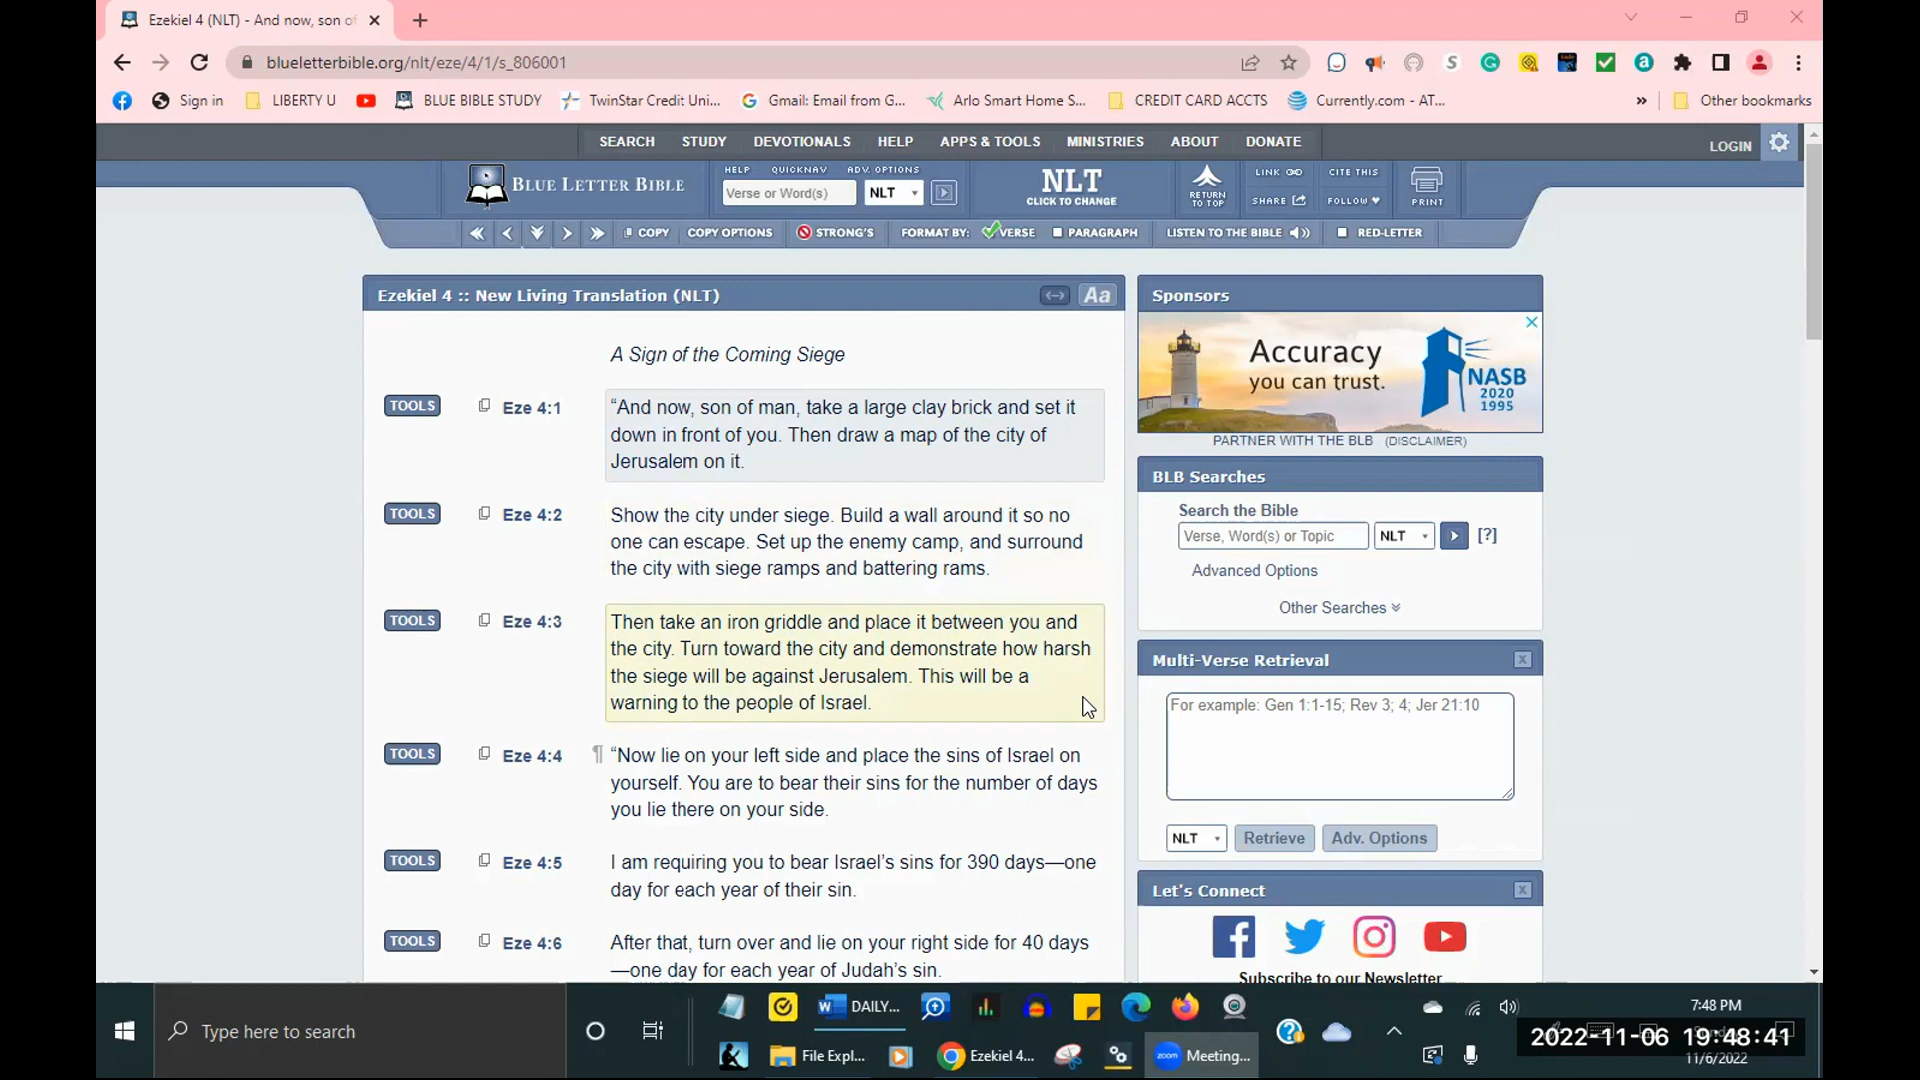 Ezekiel 4 (NLT) - And now, son of
blueletterbible.org/nlt/eze/4/1/s_806001
Sign in LIBERTY U BLUE BIBLE STUDY TwinStar Credit Uni... Gmail: Email from G... Arlo Smart Home S... CREDIT CARD ACCTS Currently.com - AT... » Other bookmarks
SEARCH STUDY DEVOTIONALS HELP APPS & TOOLS MINISTRIES ABOUT DONATE LOGIN
BLUE LETTER BIBLE
HELP QUICKNAV ADV. OPTIONS
Verse or Word(s) NLT
NLT
CLICK TO CHANGE
RETURN
TO TOP
LINK CITE THIS
SHARE FOLLOW
PRINT
COPY COPY OPTIONS STRONG'S FORMAT BY: VERSE PARAGRAPH LISTEN TO THE BIBLE RED-LETTER
Ezekiel 4 :: New Living Translation (NLT) Aa
A Sign of the Coming Siege
TOOLS Eze 4:1 “And now, son of man, take a large clay brick and set it
down in front of you. Then draw a map of the city of
Jerusalem on it.
TOOLS Eze 4:2 Show the city under siege. Build a wall around it so no
one can escape. Set up the enemy camp, and surround
the city with siege ramps and battering rams.
TOOLS Eze 4:3 Then take an iron griddle and place it between you and
the city. Turn toward the city and demonstrate how harsh
the siege will be against Jerusalem. This will be a
warning to the people of Israel.
TOOLS Eze 4:4 ¶ “Now lie on your left side and place the sins of Israel on
yourself. You are to bear their sins for the number of days
you lie there on your side.
TOOLS Eze 4:5 I am requiring you to bear Israel’s sins for 390 days—one
day for each year of their sin.
TOOLS Eze 4:6 After that, turn over and lie on your right side for 40 days
—one day for each year of Judah’s sin.
Sponsors
Accuracy
you can trust.
NASB
2020
1995
PARTNER WITH THE BLB (DISCLAIMER)
BLB Searches
Search the Bible
Verse, Word(s) or Topic NLT [?]
Advanced Options
Other Searches
Multi-Verse Retrieval
For example: Gen 1:1-15; Rev 3; 4; Jer 21:10
NLT Retrieve Adv. Options
Let's Connect
Subscribe to our Newsletter
Type here to search
DAILY...
File Expl...
Ezekiel 4...
zoom Meeting...
7:48 PM
2022-11-06 19:48:41
11/6/2022